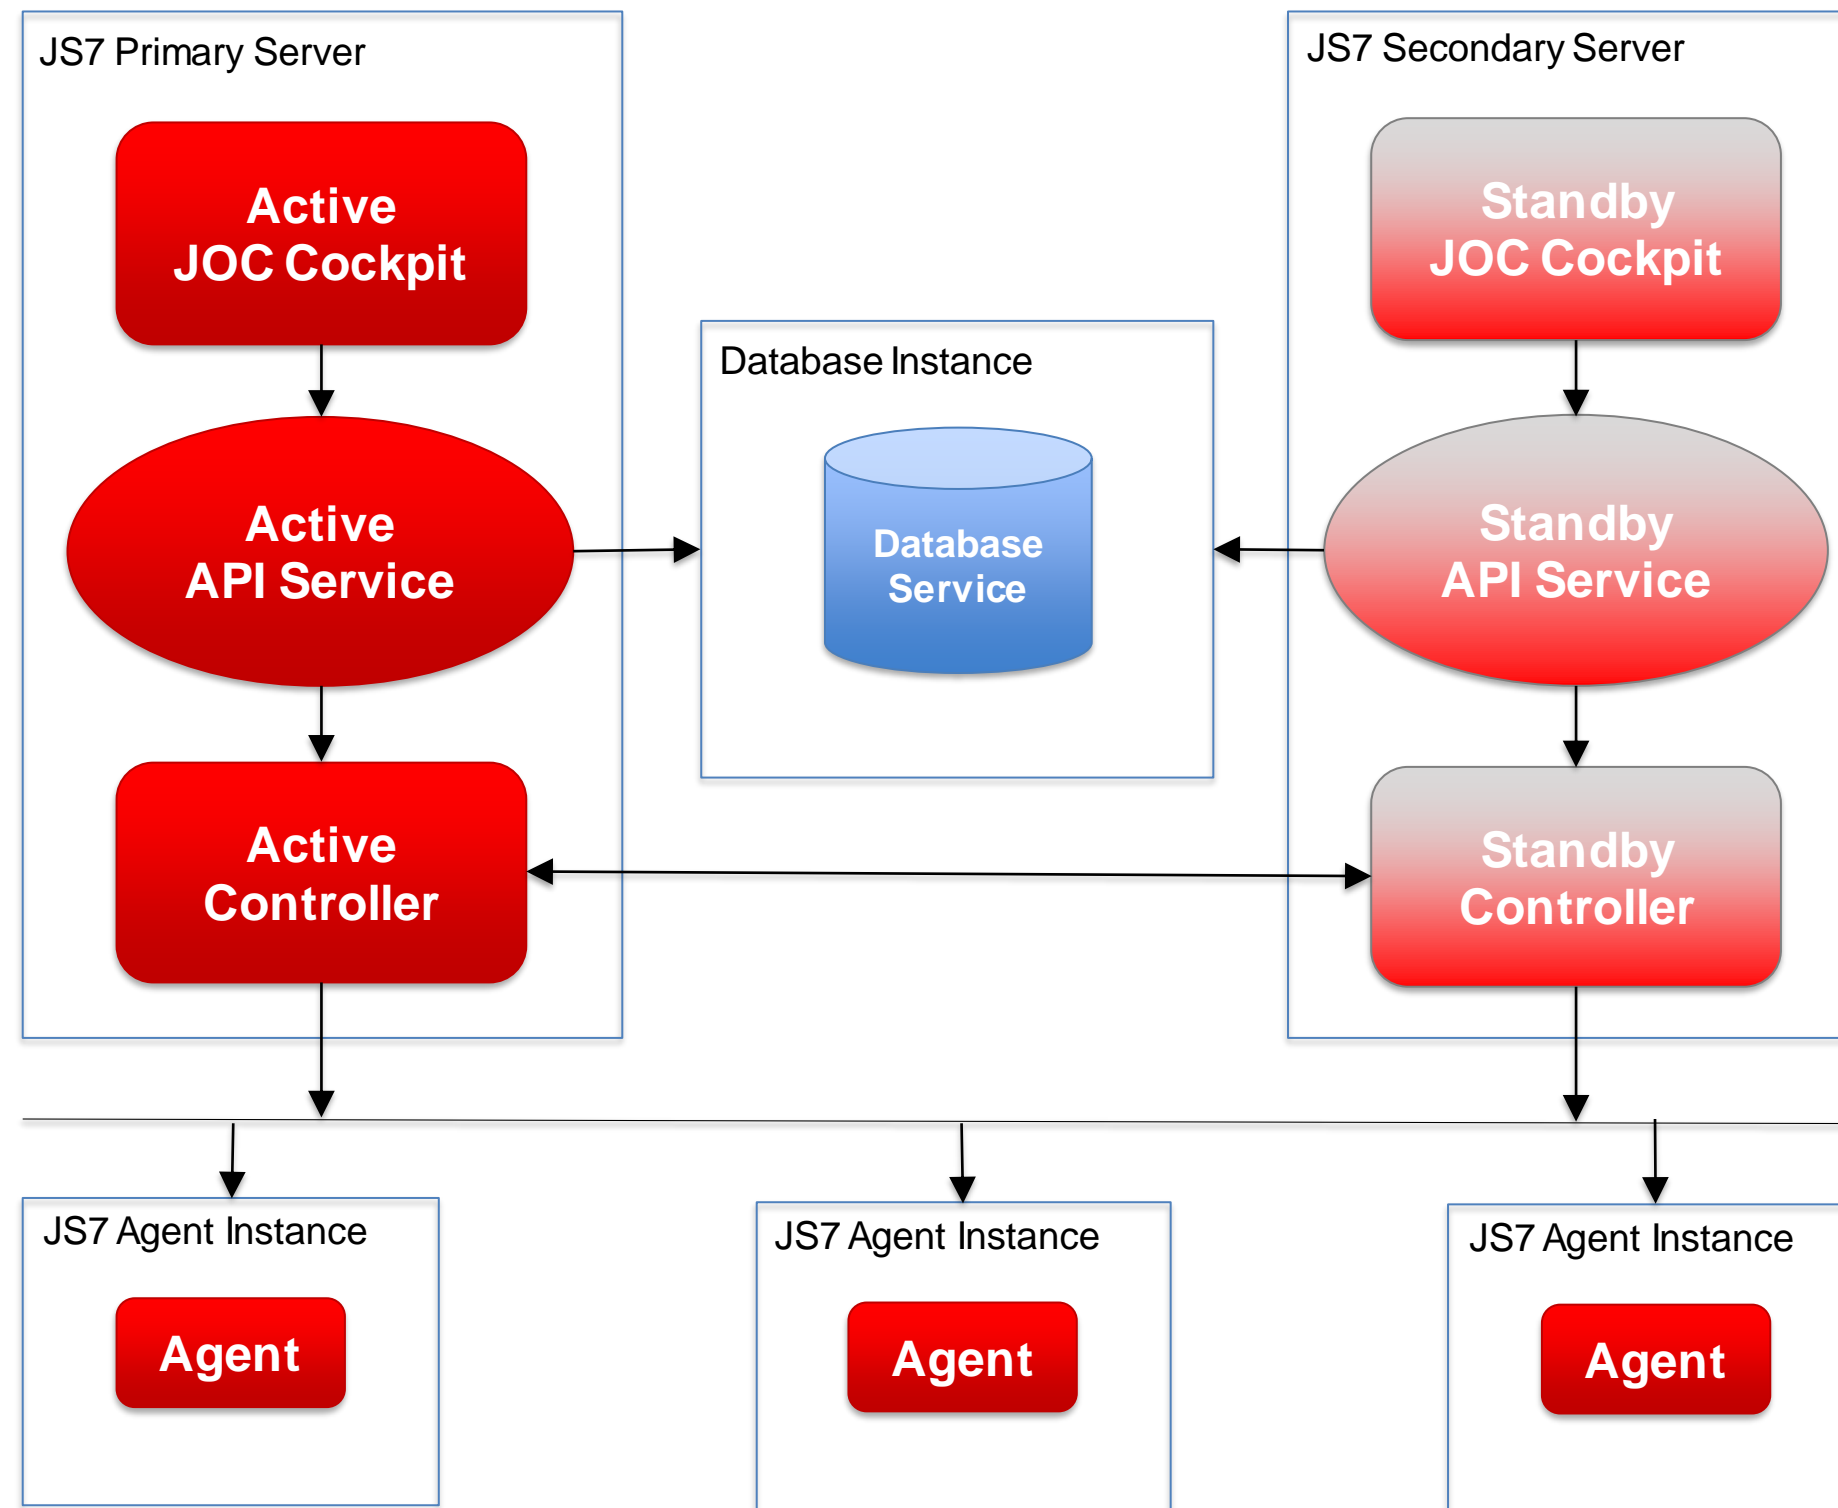 JS7 Primary Server
JS7 Secondary Server
Active
JOC Cockpit
Standby
JOC Cockpit
Database Instance
Active
API Service
Database
Service
Standby
API Service
Active
Controller
Standby
Controller
JS7 Agent Instance
JS7 Agent Instance
JS7 Agent Instance
Agent
Agent
Agent